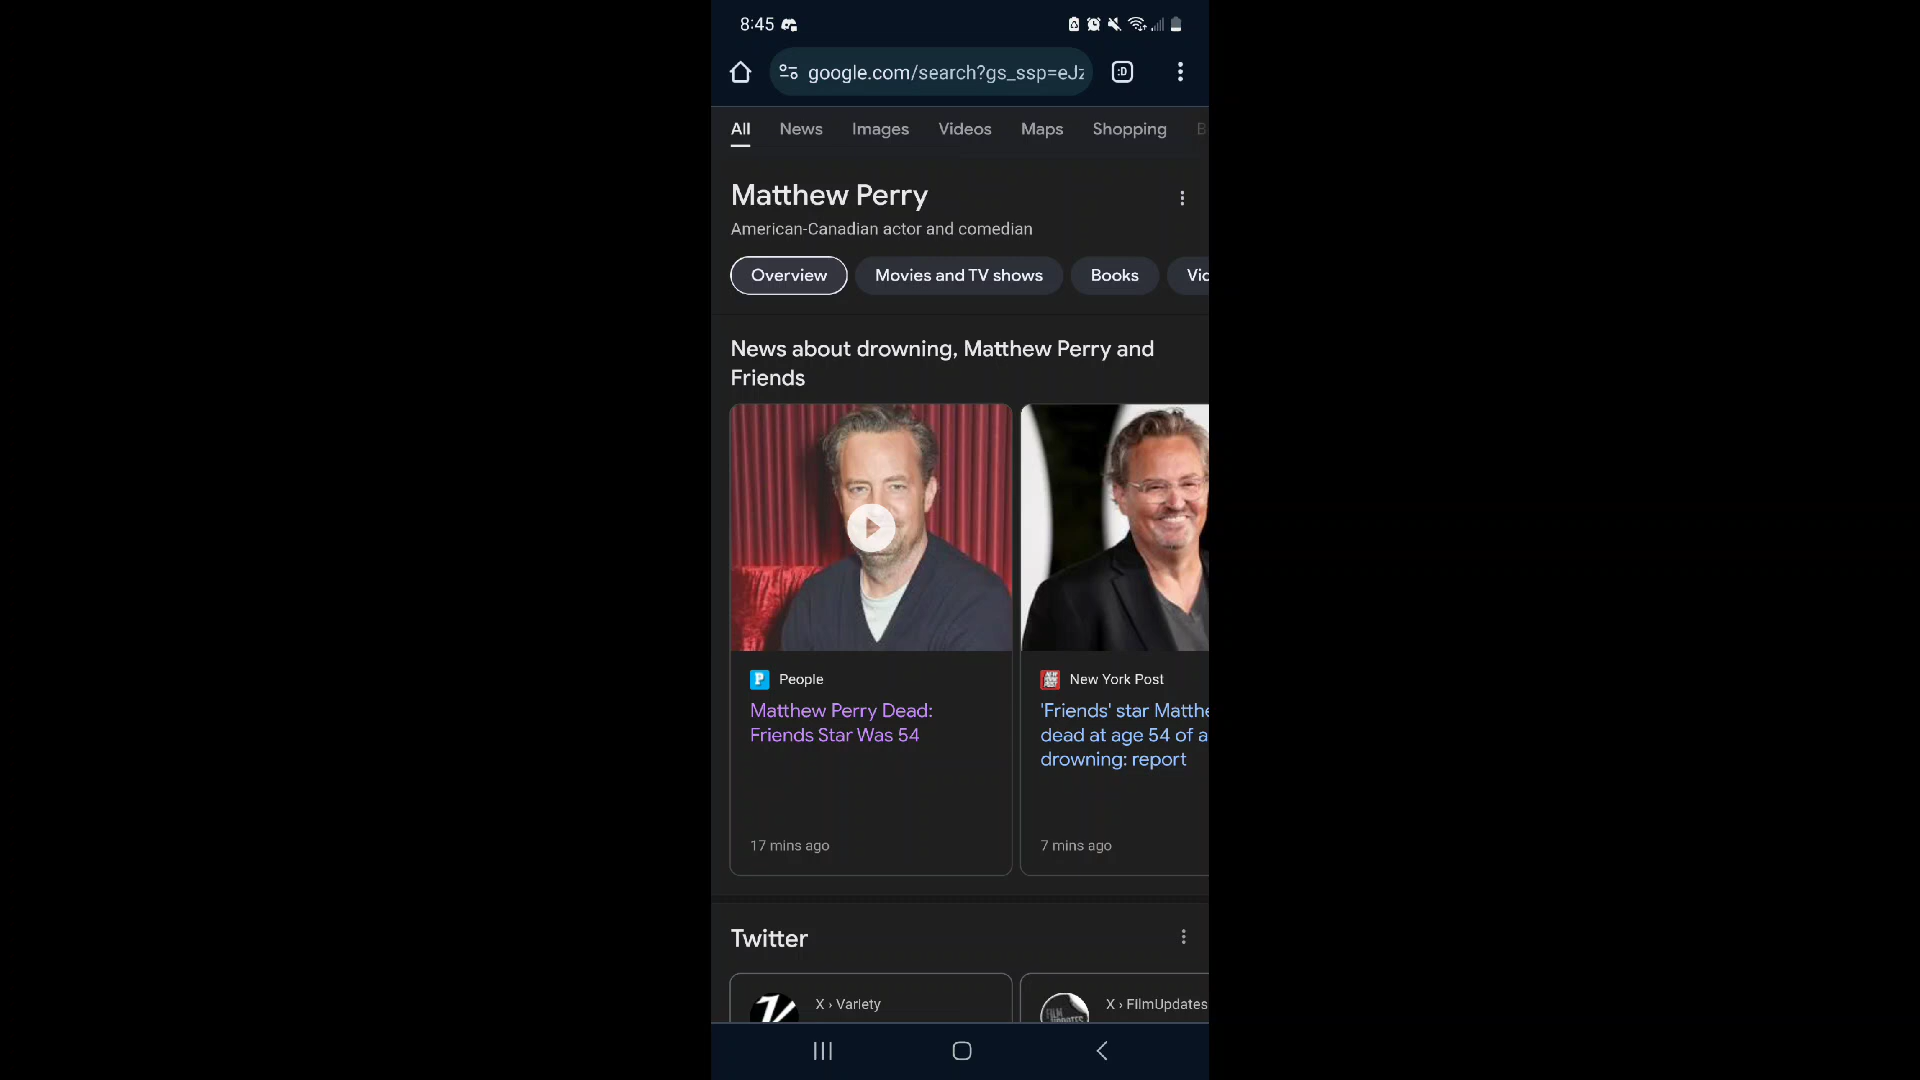 8:45
google.com/search?gs_ssp=eJz
:D
All News Images Videos Maps Shopping B
Matthew Perry
American-Canadian actor and comedian
Overview Movies and TV shows Books Vic
News about drowning, Matthew Perry and
Friends
People
Matthew Perry Dead:
Friends Star Was 54
17 mins ago
New York Post
'Friends' star Matthe
dead at age 54 of a
drowning: report
7 mins ago
Twitter
X › Variety
X › FilmUpdates